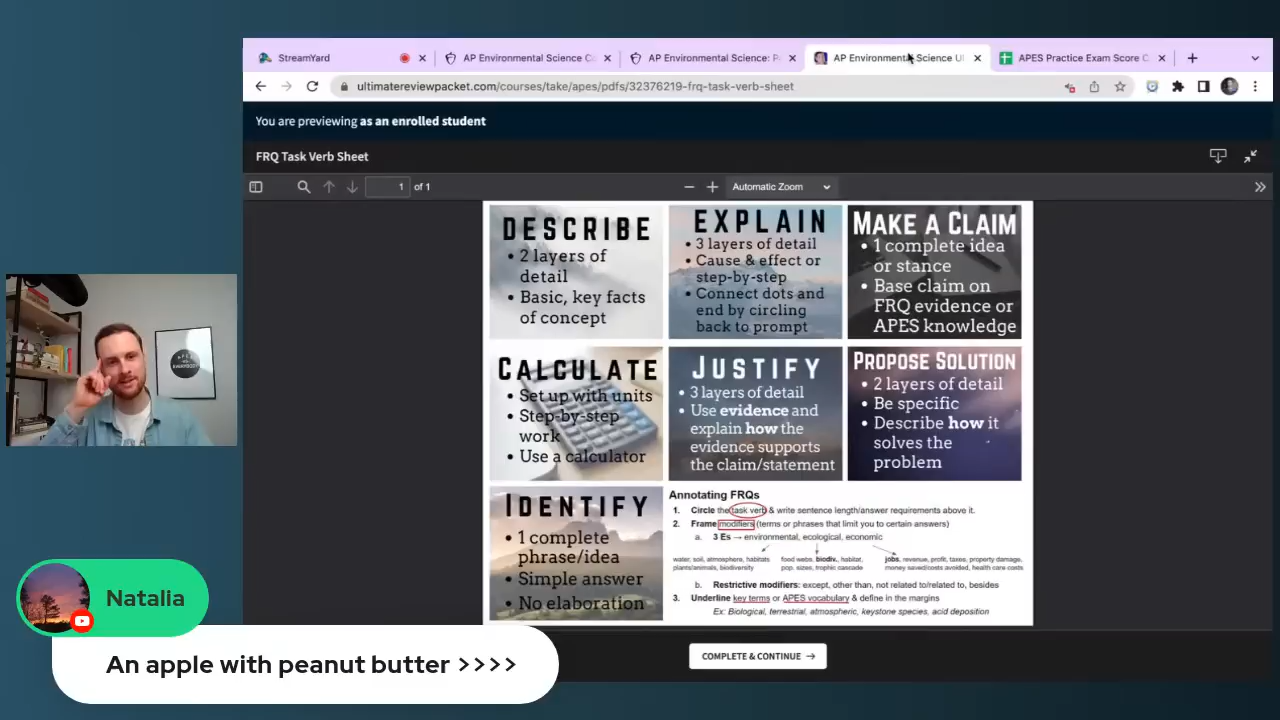 StreamYard
AP Environmental Science Co
AP Environmental Science: P
AP Environmental Science Ul
APES Practice Exam Score C
ultimatereviewpacket.com/courses/take/apes/pdfs/32376219-frq-task-verb-sheet
You are previewing as an enrolled student
FRQ Task Verb Sheet
1 of 1
Automatic Zoom
DESCRIBE
• 2 layers of
detail
• Basic, key facts
of concept
EXPLAIN
• 3 layers of detail
• Cause & effect or
step-by-step
• Connect dots and
end by circling
back to prompt
MAKE A CLAIM
• 1 complete idea
or stance
• Base claim on
FRQ evidence or
APES knowledge
CALCULATE
• Set up with units
• Step-by-step
work
• Use a calculator
JUSTIFY
• 3 layers of detail
• Use evidence and
explain how the
evidence supports
the claim/statement
PROPOSE SOLUTION
• 2 layers of detail
• Be specific
• Describe how it
solves the
problem
IDENTIFY
• 1 complete
phrase/idea
• Simple answer
• No elaboration
Annotating FRQs
1. Circle the task verb & write sentence length/answer requirements above it.
2. Frame modifiers (terms or phrases that limit you to certain answers)
a. 3 Es → environmental, ecological, economic
water, soil, atmosphere, habitats
plants/animals, biodiversity
food webs, biodiv., habitat,
pop. sizes, trophic cascade
jobs, revenue, profit, taxes, property damage,
money saved/costs avoided, health care costs
b. Restrictive modifiers: except, other than, not related to/related to, besides
3. Underline key terms or APES vocabulary & define in the margins
Ex: Biological, terrestrial, atmospheric, keystone species, acid deposition
COMPLETE & CONTINUE →
Natalia
An apple with peanut butter >>>>